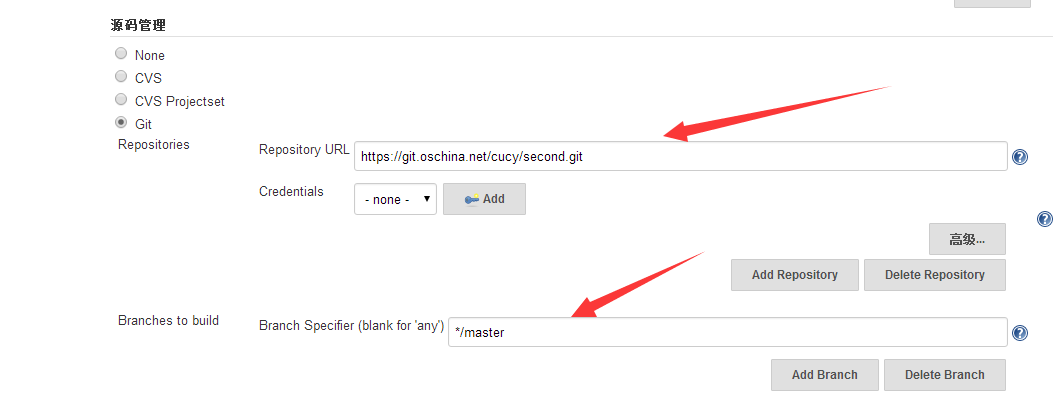 源码管理
None
CVS
CVS Projectset
Git
Repositories
Repository URL https://git.oschina.net/cucy/second.git
Credentials - none - Add
高级...
Add Repository Delete Repository
Branches to build Branch Specifier (blank for 'any') */master
Add Branch Delete Branch